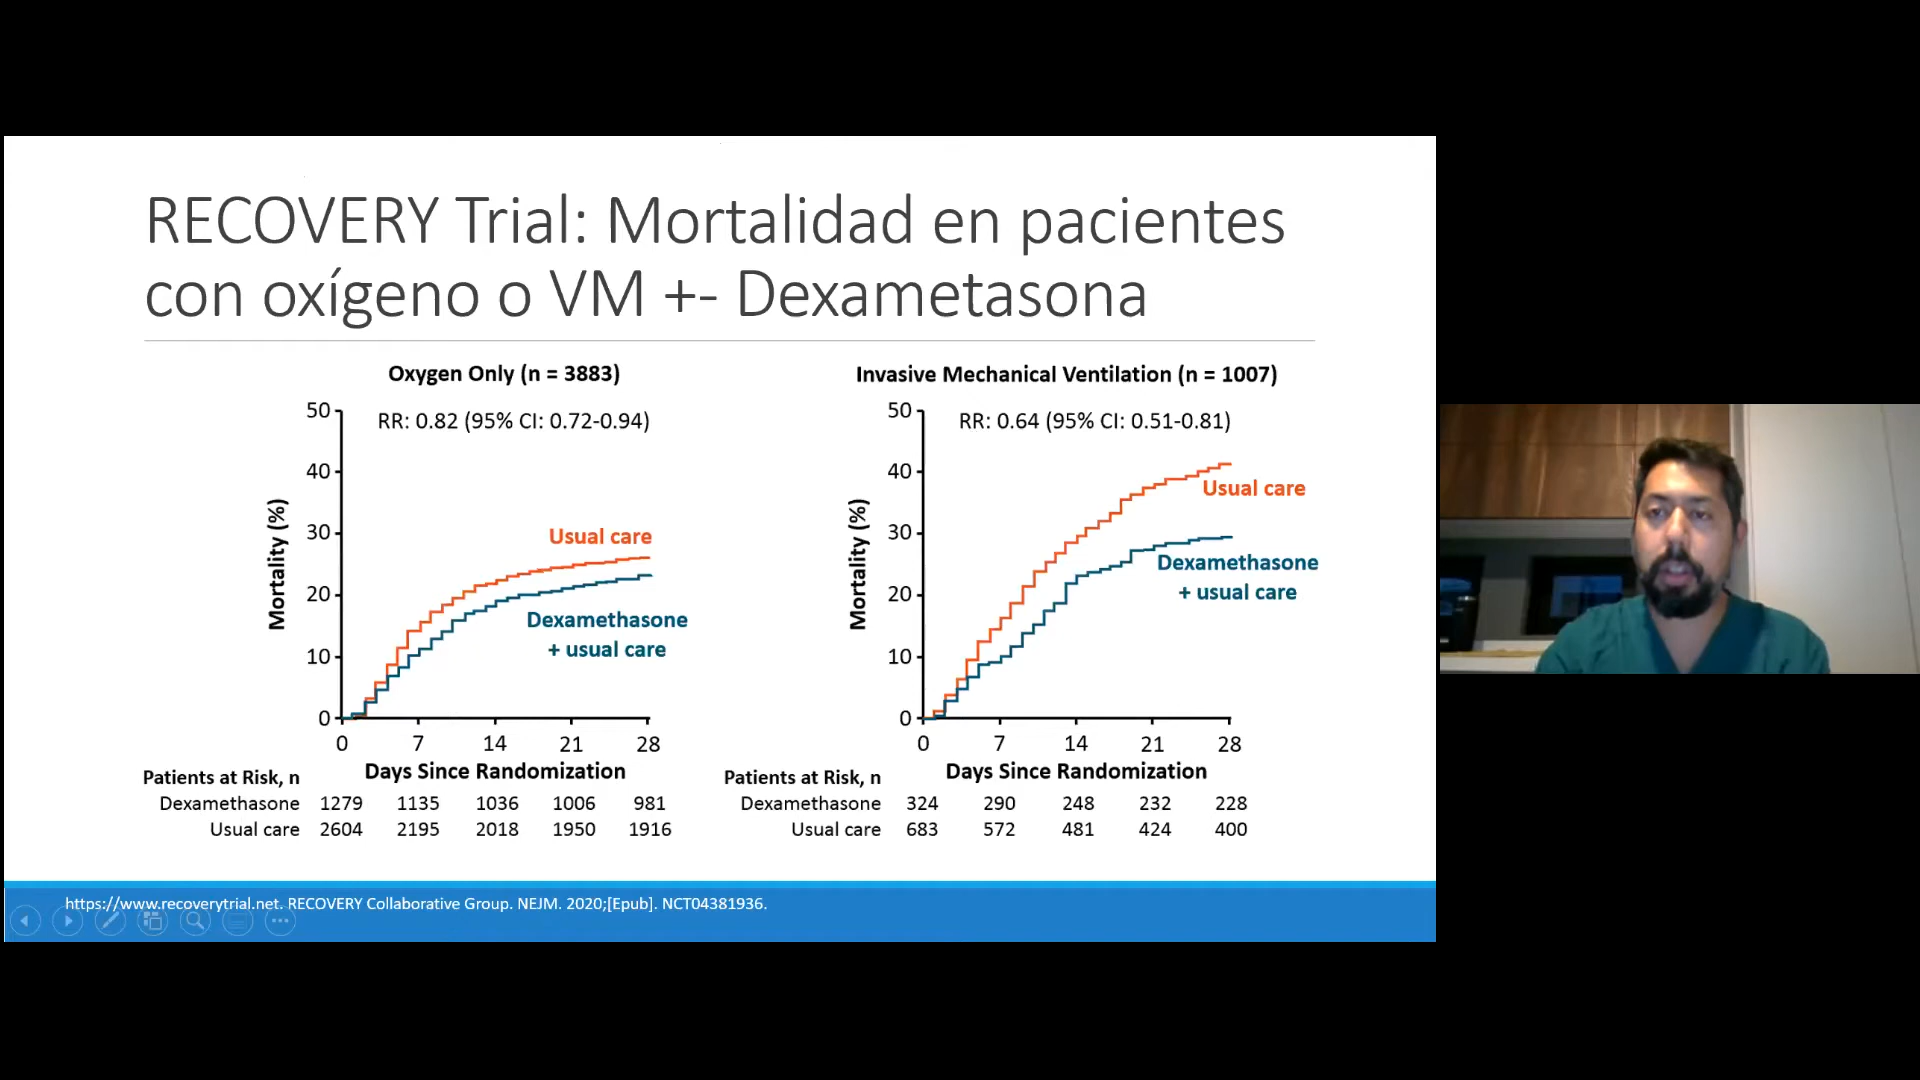 RECOVERY Trial: Mortalidad en pacientes
con oxígeno o VM +- Dexametasona
Oxygen Only (n = 3883)
RR: 0.82 (95% CI: 0.72-0.94)
Mortality (%)
50
40
30
20
10
0
Usual care
Dexamethasone
+ usual care
0 7 14 21 28
Days Since Randomization
Patients at Risk, n
Dexamethasone 1279 1135 1036 1006 981
Usual care 2604 2195 2018 1950 1916
Invasive Mechanical Ventilation (n = 1007)
RR: 0.64 (95% CI: 0.51-0.81)
Mortality (%)
50
40
30
20
10
0
Usual care
Dexamethasone
+ usual care
0 7 14 21 28
Days Since Randomization
Patients at Risk, n
Dexamethasone 324 290 248 232 228
Usual care 683 572 481 424 400
https://www.recoverytrial.net. RECOVERY Collaborative Group. NEJM. 2020;[Epub]. NCT04381936.